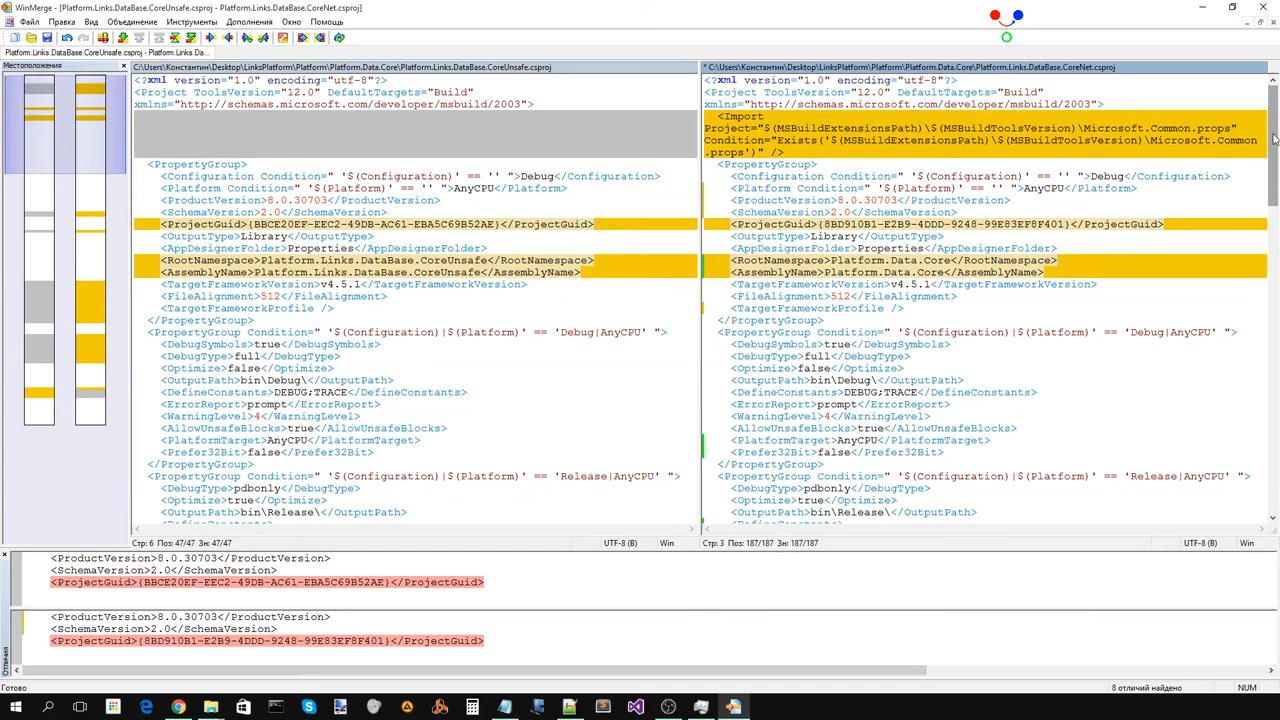 WinMerge - [Platform.Links.DataBase.CoreUnsafe.csproj - Platform.Links.DataBase.CoreNet.csproj]
Файл Правка Вид Объединение Инструменты Дополнения Окно Помощь
Platform.Links.DataBase.CoreUnsafe.csproj - Platform.Links.Da...
Местоположения
C:\Users\Константин\Desktop\LinksPlatform\Platform\Platform.Data.Core\Platform.Links.DataBase.CoreUnsafe.csproj
<?xml version="1.0" encoding="utf-8"?>
<Project ToolsVersion="12.0" DefaultTargets="Build"
xmlns="http://schemas.microsoft.com/developer/msbuild/2003">
<PropertyGroup>
<Configuration Condition=" '$(Configuration)' == '' ">Debug</Configuration>
<Platform Condition=" '$(Platform)' == '' ">AnyCPU</Platform>
<ProductVersion>8.0.30703</ProductVersion>
<SchemaVersion>2.0</SchemaVersion>
<ProjectGuid>{BBCE20EF-EEC2-49DB-AC61-EBA5C69B52AE}</ProjectGuid>
<OutputType>Library</OutputType>
<AppDesignerFolder>Properties</AppDesignerFolder>
<RootNamespace>Platform.Links.DataBase.CoreUnsafe</RootNamespace>
<AssemblyName>Platform.Links.DataBase.CoreUnsafe</AssemblyName>
<TargetFrameworkVersion>v4.5.1</TargetFrameworkVersion>
<FileAlignment>512</FileAlignment>
<TargetFrameworkProfile />
</PropertyGroup>
<PropertyGroup Condition=" '$(Configuration)|$(Platform)' == 'Debug|AnyCPU' ">
<DebugSymbols>true</DebugSymbols>
<DebugType>full</DebugType>
<Optimize>false</Optimize>
<OutputPath>bin\Debug\</OutputPath>
<DefineConstants>DEBUG;TRACE</DefineConstants>
<ErrorReport>prompt</ErrorReport>
<WarningLevel>4</WarningLevel>
<AllowUnsafeBlocks>true</AllowUnsafeBlocks>
<PlatformTarget>AnyCPU</PlatformTarget>
<Prefer32Bit>false</Prefer32Bit>
</PropertyGroup>
<PropertyGroup Condition=" '$(Configuration)|$(Platform)' == 'Release|AnyCPU' ">
<DebugType>pdbonly</DebugType>
<Optimize>true</Optimize>
<OutputPath>bin\Release\</OutputPath>
Стр: 6 Поз: 47/47 Зн: 47/47 UTF-8 (B) Win
* C:\Users\Константин\Desktop\LinksPlatform\Platform\Platform.Data.Core\Platform.Links.DataBase.CoreNet.csproj
<?xml version="1.0" encoding="utf-8"?>
<Project ToolsVersion="12.0" DefaultTargets="Build"
xmlns="http://schemas.microsoft.com/developer/msbuild/2003">
<Import
Project="$(MSBuildExtensionsPath)\$(MSBuildToolsVersion)\Microsoft.Common.props"
Condition="Exists('$(MSBuildExtensionsPath)\$(MSBuildToolsVersion)\Microsoft.Common
.props')" />
<PropertyGroup>
<Configuration Condition=" '$(Configuration)' == '' ">Debug</Configuration>
<Platform Condition=" '$(Platform)' == '' ">AnyCPU</Platform>
<ProductVersion>8.0.30703</ProductVersion>
<SchemaVersion>2.0</SchemaVersion>
<ProjectGuid>{8BD910B1-E2B9-4DDD-9248-99E83EF8F401}</ProjectGuid>
<OutputType>Library</OutputType>
<AppDesignerFolder>Properties</AppDesignerFolder>
<RootNamespace>Platform.Data.Core</RootNamespace>
<AssemblyName>Platform.Data.Core</AssemblyName>
<TargetFrameworkVersion>v4.5.1</TargetFrameworkVersion>
<FileAlignment>512</FileAlignment>
<TargetFrameworkProfile />
</PropertyGroup>
<PropertyGroup Condition=" '$(Configuration)|$(Platform)' == 'Debug|AnyCPU' ">
<DebugSymbols>true</DebugSymbols>
<DebugType>full</DebugType>
<Optimize>false</Optimize>
<OutputPath>bin\Debug\</OutputPath>
<DefineConstants>DEBUG;TRACE</DefineConstants>
<ErrorReport>prompt</ErrorReport>
<WarningLevel>4</WarningLevel>
<AllowUnsafeBlocks>true</AllowUnsafeBlocks>
<PlatformTarget>AnyCPU</PlatformTarget>
<Prefer32Bit>false</Prefer32Bit>
</PropertyGroup>
<PropertyGroup Condition=" '$(Configuration)|$(Platform)' == 'Release|AnyCPU' ">
<DebugType>pdbonly</DebugType>
<Optimize>true</Optimize>
<OutputPath>bin\Release\</OutputPath>
Стр: 3 Поз: 187/187 Зн: 187/187 UTF-8 (B) Win
Отличия
<ProductVersion>8.0.30703</ProductVersion>
<SchemaVersion>2.0</SchemaVersion>
<ProjectGuid>{BBCE20EF-EEC2-49DB-AC61-EBA5C69B52AE}</ProjectGuid>
<ProductVersion>8.0.30703</ProductVersion>
<SchemaVersion>2.0</SchemaVersion>
<ProjectGuid>{8BD910B1-E2B9-4DDD-9248-99E83EF8F401}</ProjectGuid>
Готово 8 отличий найдено NUM